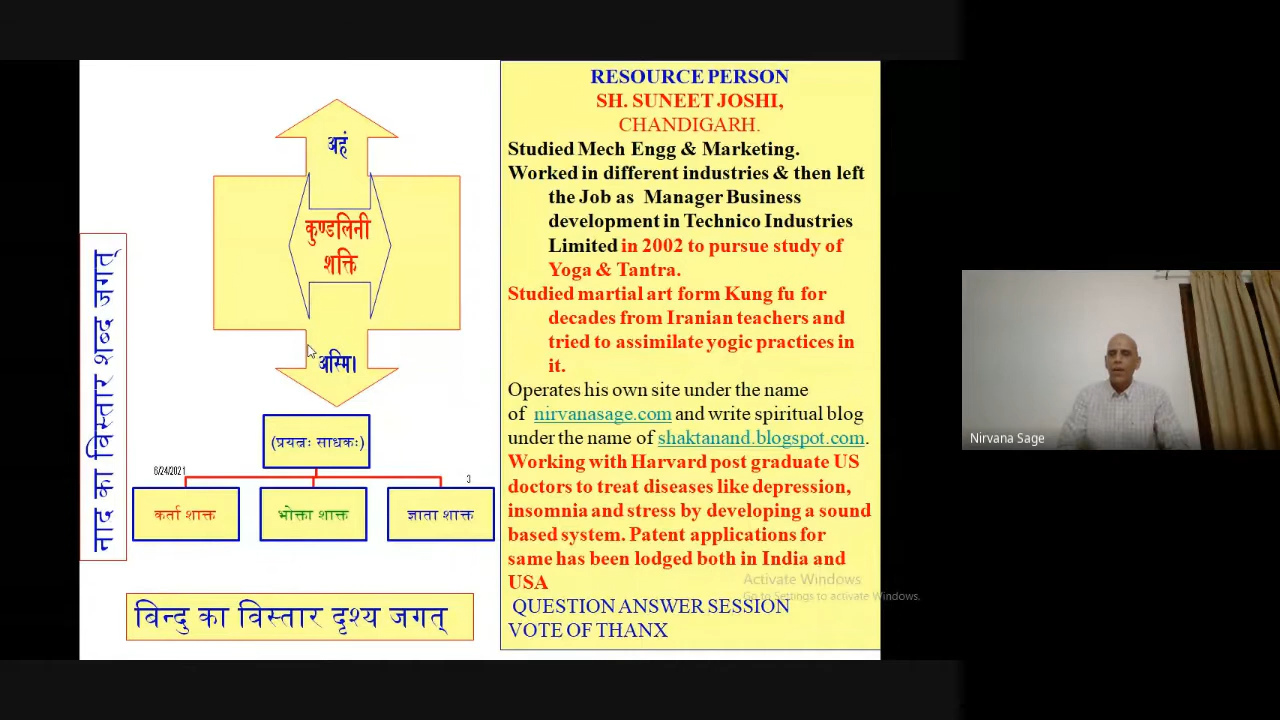 नाद का विस्तार शब्द जगत्
अहं
कुण्डलिनी
शक्ति
अस्मि।
(प्रयत्नः साधकः)
6/24/2021
3
कर्ता शाक्त
भोक्ता शाक्त
ज्ञाता शाक्त
बिन्दु का विस्तार दृश्य जगत्
RESOURCE PERSON
SH. SUNEET JOSHI,
CHANDIGARH.
Studied Mech Engg & Marketing.
Worked in different industries & then left
the Job as Manager Business
development in Technico Industries
Limited in 2002 to pursue study of
Yoga & Tantra.
Studied martial art form Kung fu for
decades from Iranian teachers and
tried to assimilate yogic practices in
it.
Operates his own site under the name
of nirvanasage.com and write spiritual blog
under the name of shaktanand.blogspot.com.
Working with Harvard post graduate US
doctors to treat diseases like depression,
insomnia and stress by developing a sound
based system. Patent applications for
same has been lodged both in India and
USA
QUESTION ANSWER SESSION
VOTE OF THANX
Activate Windows
Go to Settings to activate Windows.
Nirvana Sage